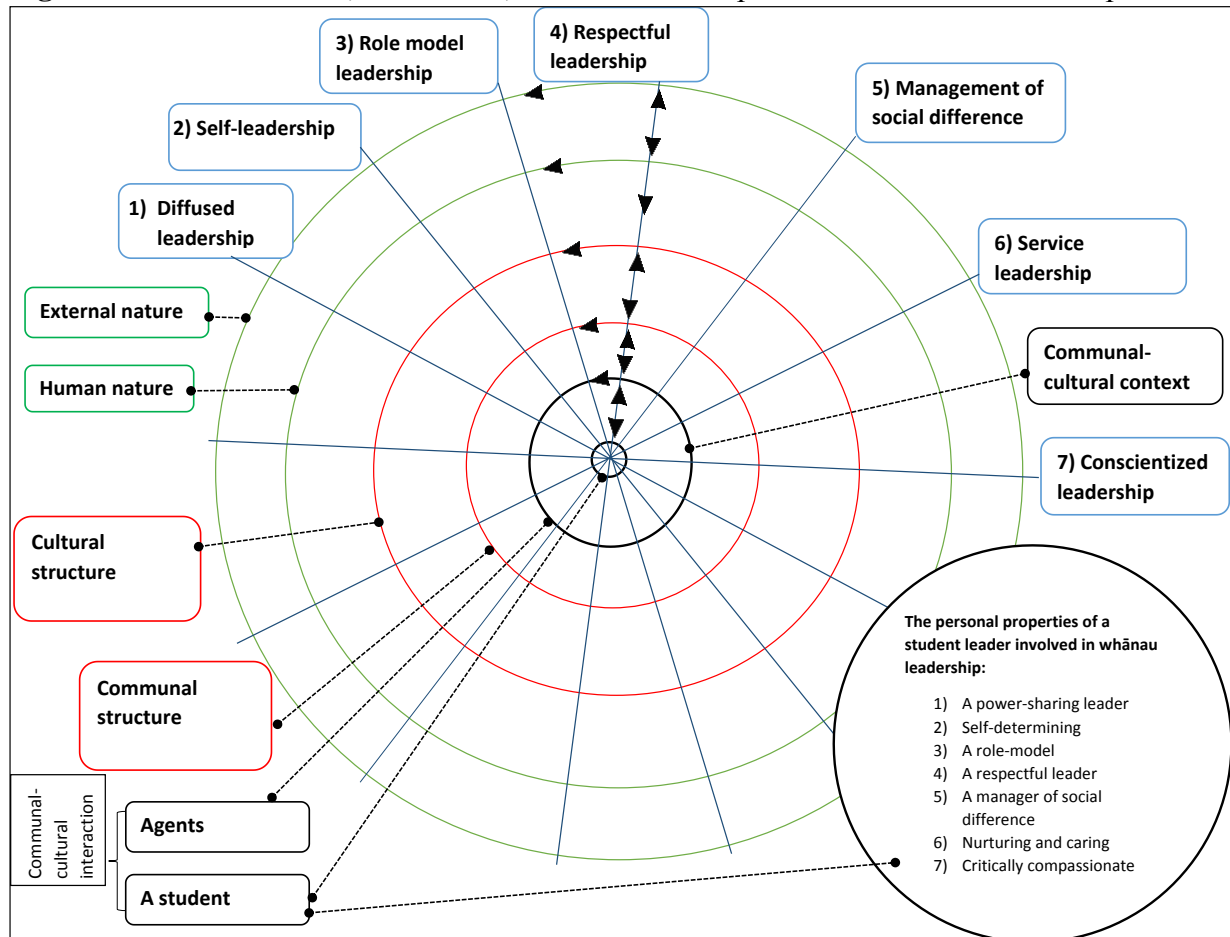 4) Respectful
leadership
3) Role model
leadership
5) Management of
social difference
2) Self-leadership
1) Diffused
leadership
6) Service
leadership
External nature
Human nature
Communal-
cultural context
7) Conscientized
leadership
Cultural
structure
Communal
structure
The personal properties of a
student leader involved in whānau
leadership:
1) A power-sharing leader
2) Self-determining
3) A role-model
4) A respectful leader
5) A manager of social
difference
6) Nurturing and caring
7) Critically compassionate
Communal-
cultural
interaction
Agents
A student